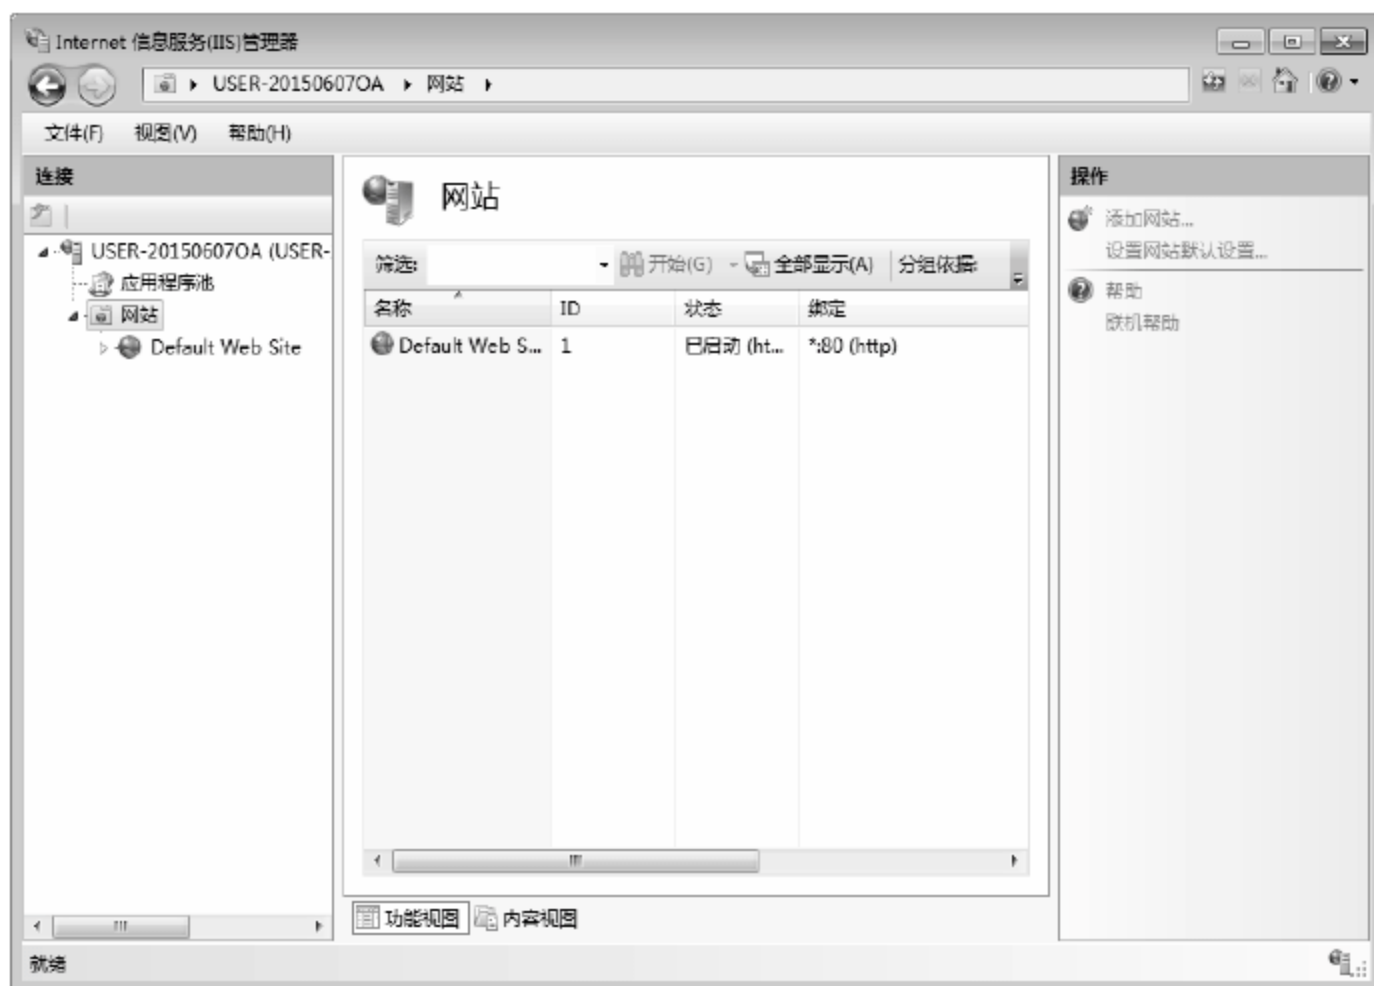 Internet 信息服务(IIS)管理器
USER-20150607OA 网站
文件(F) 视图(V) 帮助(H)
连接
USER-20150607OA (USER-
应用程序池
网站
Default Web Site
网站
筛选: 开始(G) 全部显示(A) 分组依据:
名称 ID 状态 绑定
Default Web S... 1 已启动 (ht... *:80 (http)
功能视图 内容视图
操作
添加网站...
设置网站默认设置...
帮助
联机帮助
就绪